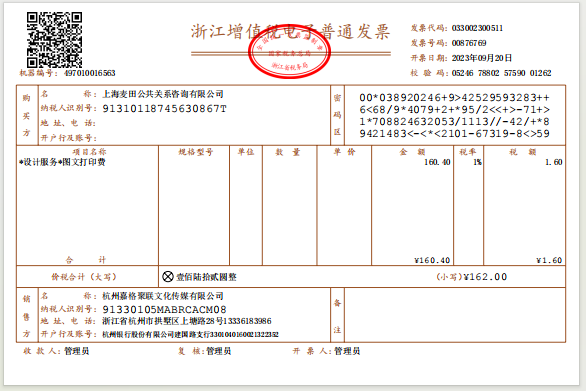 浙江增值税电子普通发票
全国统一发票监制章
国家税务总局
浙江省税务局
发票代码: 033002300511
发票号码: 00876769
开票日期: 2023年09月20日
校 验 码: 05246 78802 57590 01262
机器编号: 497010016563
购买方
名 称: 上海麦田公共关系咨询有限公司
纳税人识别号: 91310118745630867T
地 址、电 话:
开户行及账号:
密码区
00*038920246+9>42529593283++
6<68/9*4079+2+*95/2<<+>-71+>
1*708824632053/1113//-42/+*8
9421483<-<*<2101-67319-8<>59
项目名称 规格型号 单位 数 量 单 价 金 额 税率 税 额
*设计服务*图文打印费 160.40 1% 1.60
合 计 ¥160.40 ¥1.60
价税合计（大写） ⊗壹佰陆拾贰圆整 (小写)¥162.00
销售方
名 称: 杭州嘉格聚联文化传媒有限公司
纳税人识别号: 91330105MABRCACM08
地 址、电 话: 浙江省杭州市拱墅区上塘路28号13336183986
开户行及账号: 杭州银行股份有限公司建国路支行3301040160021322352
备注
收 款 人: 管理员 复 核: 管理员 开 票 人: 管理员